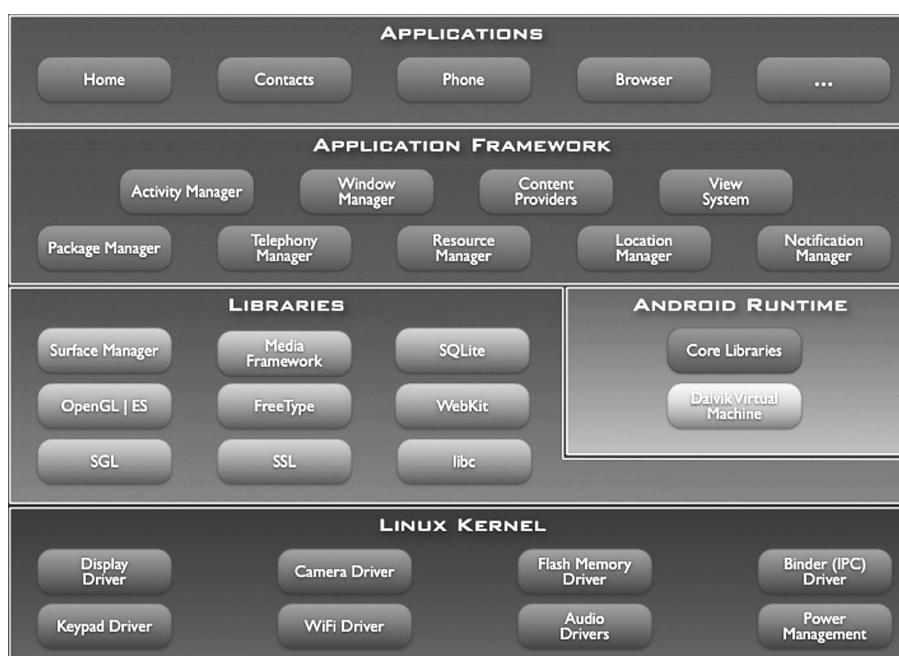 APPLICATIONS
Home
Contacts
Phone
Browser
...
APPLICATION FRAMEWORK
Activity Manager
Window
Manager
Content
Providers
View
System
Package Manager
Telephony
Manager
Resource
Manager
Location
Manager
Notification
Manager
LIBRARIES
Surface Manager
Media
Framework
SQLite
OpenGL | ES
FreeType
WebKit
SGL
SSL
libc
ANDROID RUNTIME
Core Libraries
Dalvik Virtual
Machine
LINUX KERNEL
Display
Driver
Camera Driver
Flash Memory
Driver
Binder (IPC)
Driver
Keypad Driver
WiFi Driver
Audio
Drivers
Power
Management